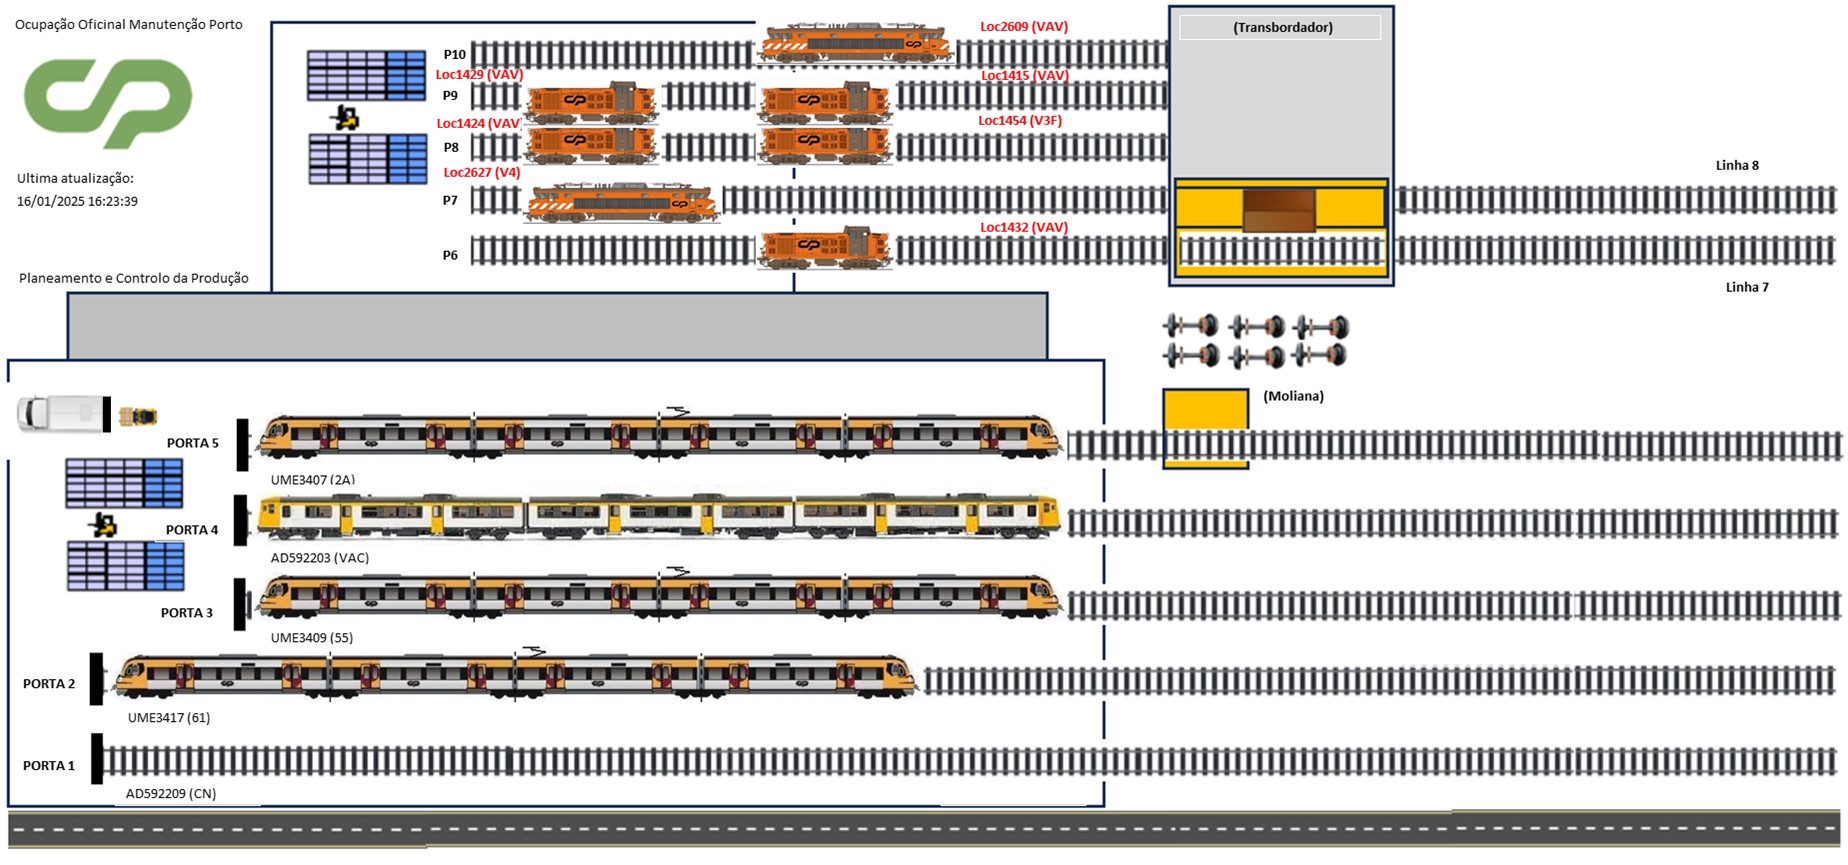 Ocupação Oficinal Manutenção Porto
CP
Ultima atualização:
16/01/2025 16:23:39
Planeamento e Controlo da Produção
P10
Loc2609 (VAV)
(Transbordador)
Loc1429 (VAV)
Loc1415 (VAV)
P9
Loc1424 (VAV)
Loc1454 (V3F)
P8
Loc2627 (V4)
P7
Linha 8
Loc1432 (VAV)
P6
Linha 7
(Moliana)
PORTA 5
UME3407 (2A)
PORTA 4
AD592203 (VAC)
PORTA 3
UME3409 (55)
PORTA 2
UME3417 (61)
PORTA 1
AD592209 (CN)